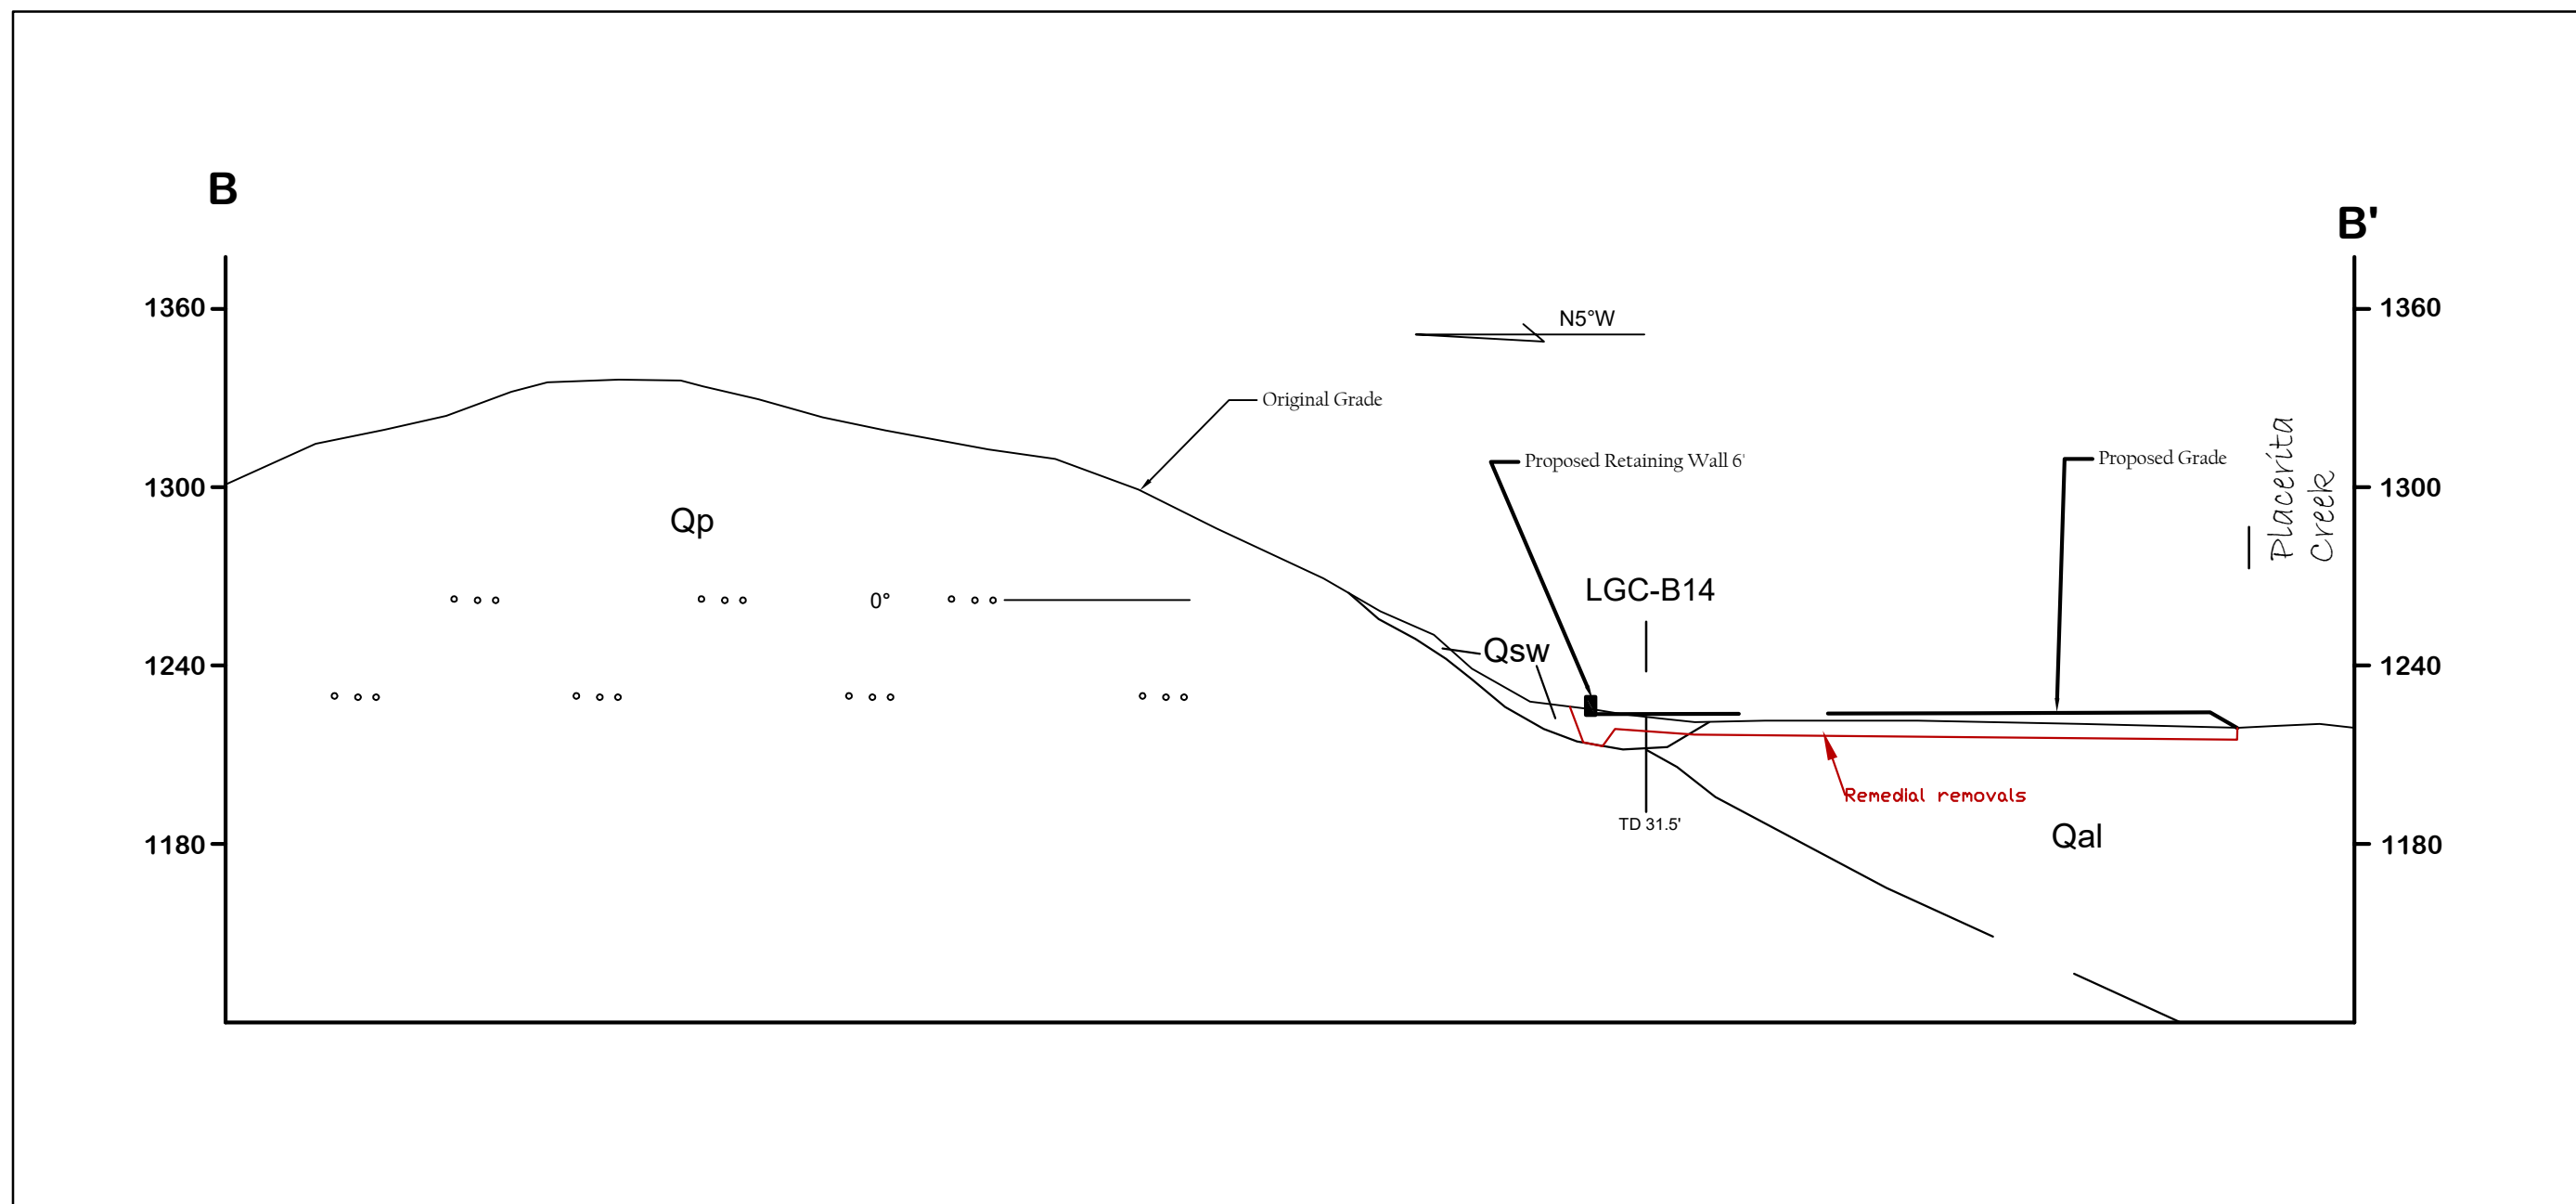 B
B'
1360
1360
N5°W
Original Grade
Proposed Retaining Wall 6'
Proposed Grade
Placerita
Creek
1300
1300
Qp
LGC-B14
0°
Qsw
1240
1240
Remedial removals
TD 31.5'
Qal
1180
1180